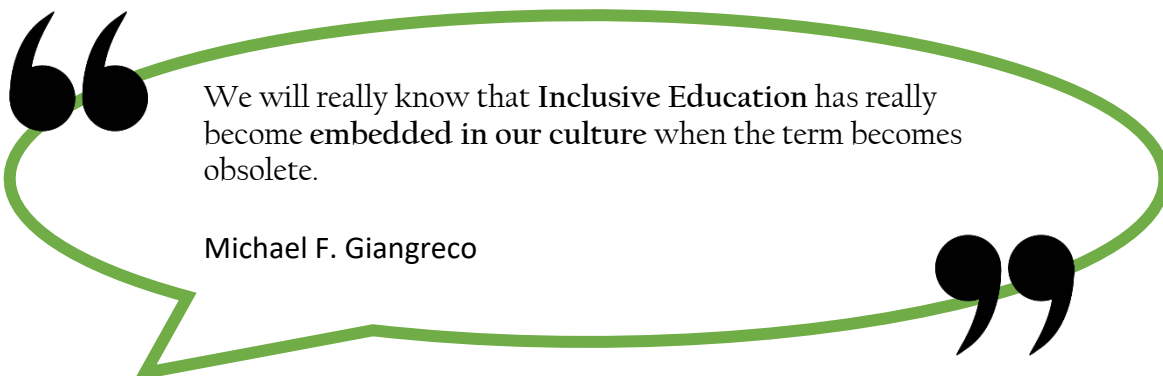 We will really know that Inclusive Education has really
become embedded in our culture when the term becomes
obsolete.
Michael F. Giangreco